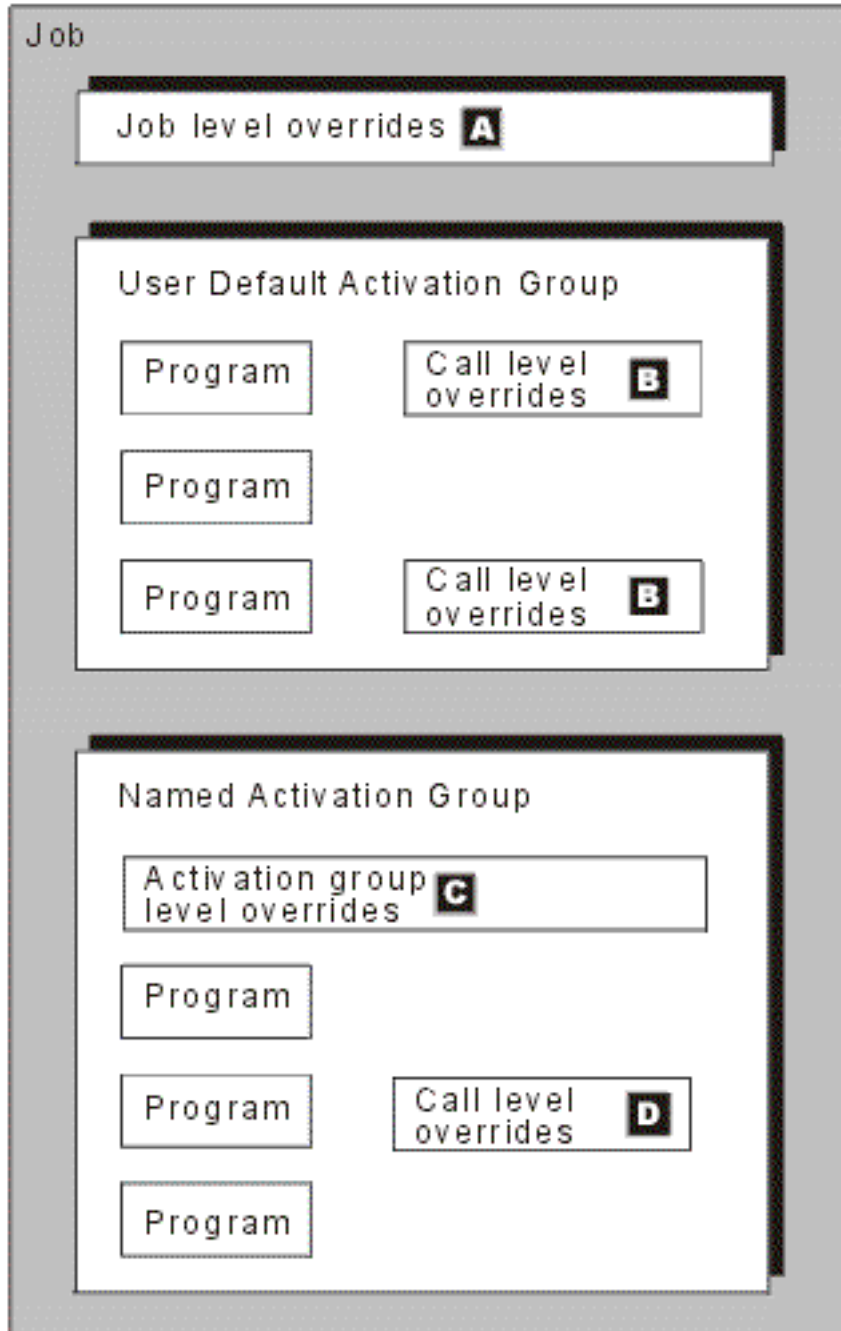 Job
Job level overrides A
User Default Activation Group
Program
Call level
overrides B
Program
Program
Call level
overrides B
Named Activation Group
Activation group
level overrides C
Program
Program
Call level
overrides D
Program